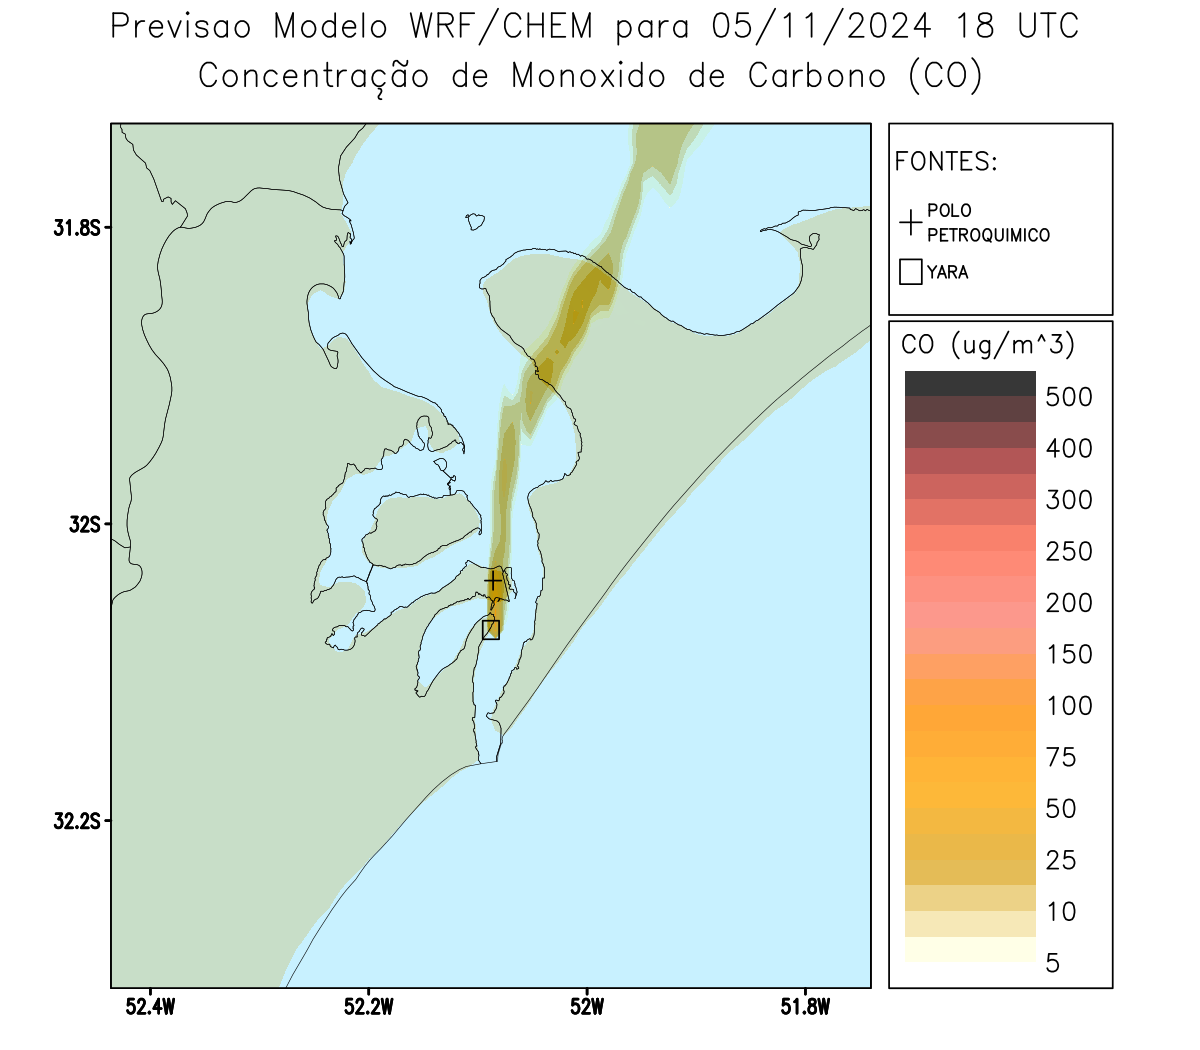 Previsao Modelo WRF/CHEM para 05/11/2024 18 UTC
Concentração de Monoxido de Carbono (CO)
FONTES:
POLO
PETROQUIMICO
YARA
CO (ug/m^3)
500
400
300
250
200
150
100
75
50
25
10
5
31.8S
32S
32.2S
52.4W
52.2W
52W
51.8W